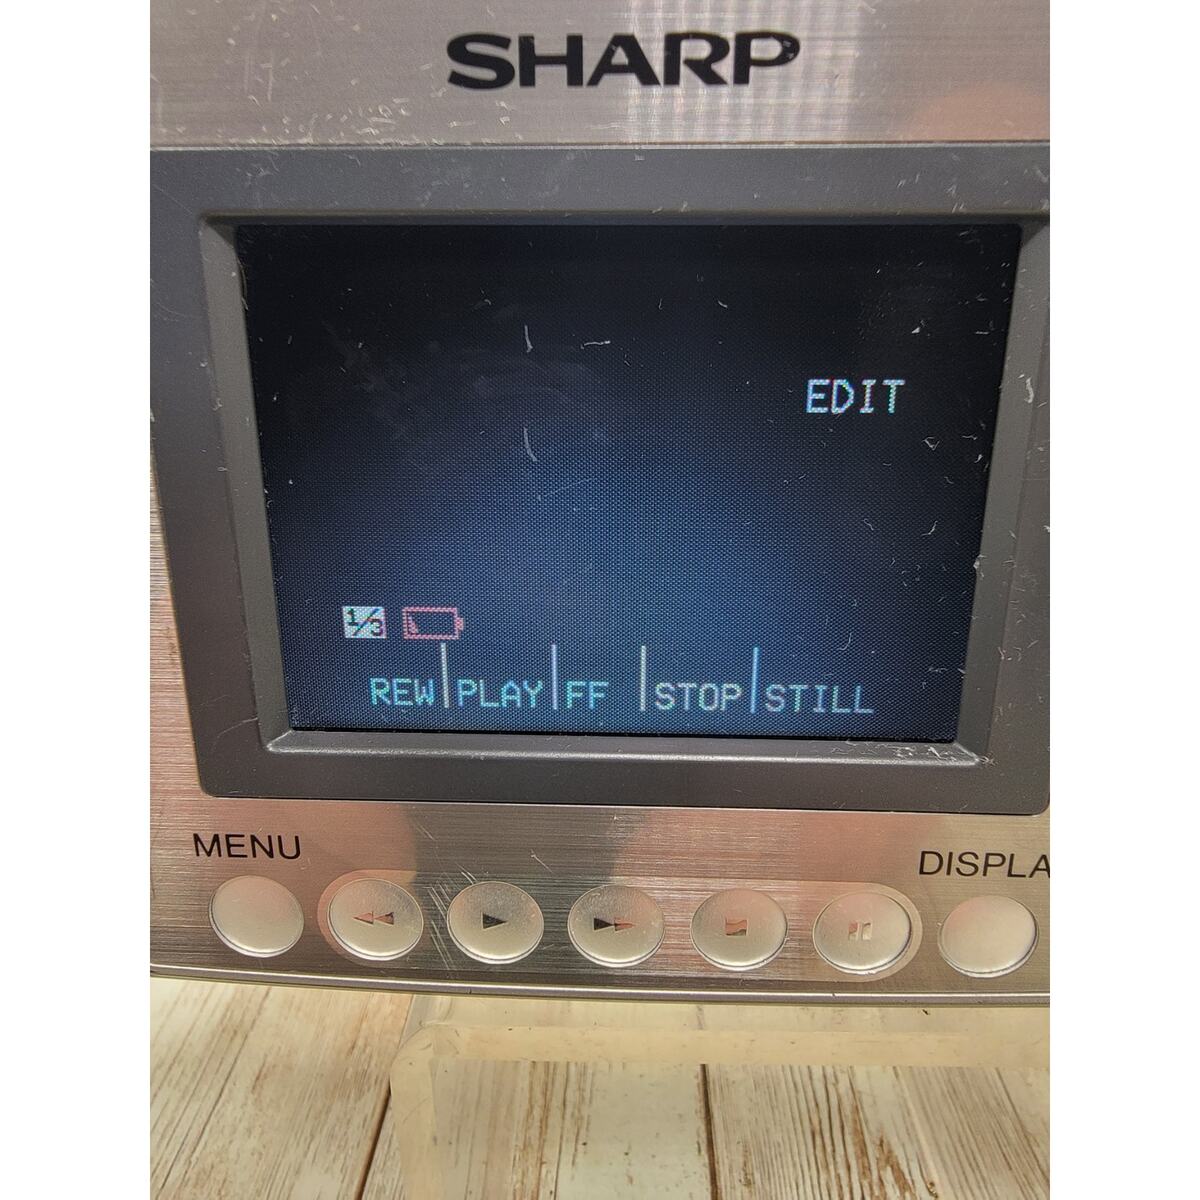 SHARP
EDIT
1/3
REW PLAY FF STOP STILL
MENU
DISPLA